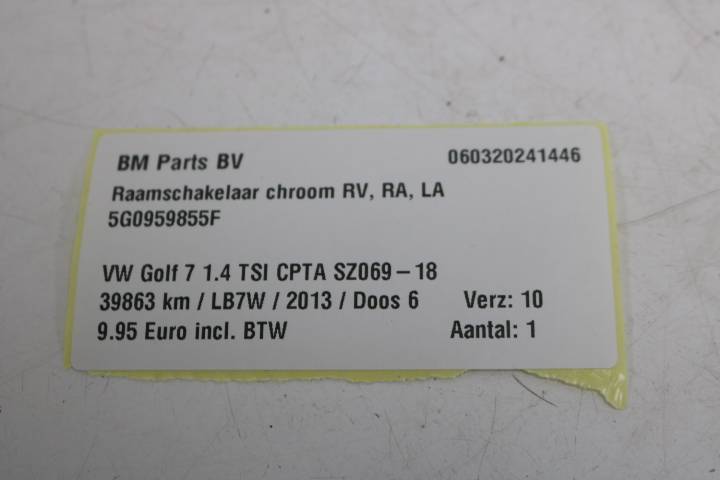 BM Parts BV 060320241446
Raamschakelaar chroom RV, RA, LA
5G0959855F
VW Golf 7 1.4 TSI CPTA SZ069-18
39863 km / LB7W / 2013 / Doos 6 Verz: 10
9.95 Euro incl. BTW Aantal: 1